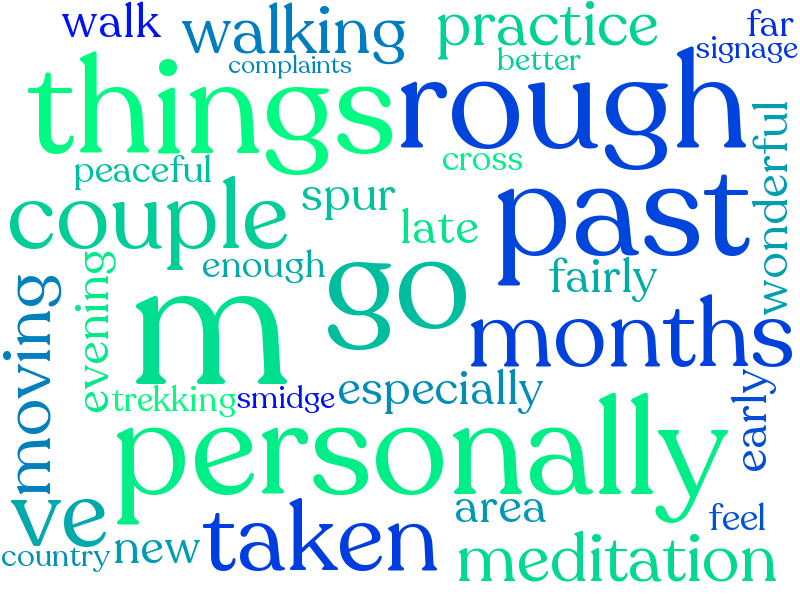 walk walking practice far
complaints better signage
things rough
peaceful cross wonderful
couple spur late past
enough go fairly
moving evening m months
trekking smidge especially early
personally
ve taken area feel
country new meditation